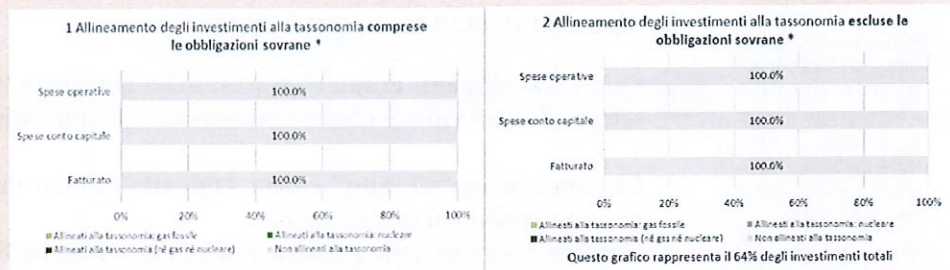 1 Allineamento degli investimenti alla tassonomia comprese
le obbligazioni sovrane *
Spese operative
100.0%
Spese conto capitale
100.0%
Fatturato
100.0%
0% 20% 40% 60% 80% 100%
Allineati alla tassonomia: gas fossile
Allineati alla tassonomia: nucleare
Allineati alla tassonomia (né gas né nucleare)
Non allineati alla tassonomia
2 Allineamento degli investimenti alla tassonomia escluse le
obbligazioni sovrane *
Spese operative
100.0%
Spese conto capitale
100.0%
Fatturato
100.0%
0% 20% 40% 60% 80% 100%
Allineati alla tassonomia: gas fossile
Allineati alla tassonomia: nucleare
Allineati alla tassonomia (né gas né nucleare)
Non allineati alla tassonomia
Questo grafico rappresenta il 64% degli investimenti totali